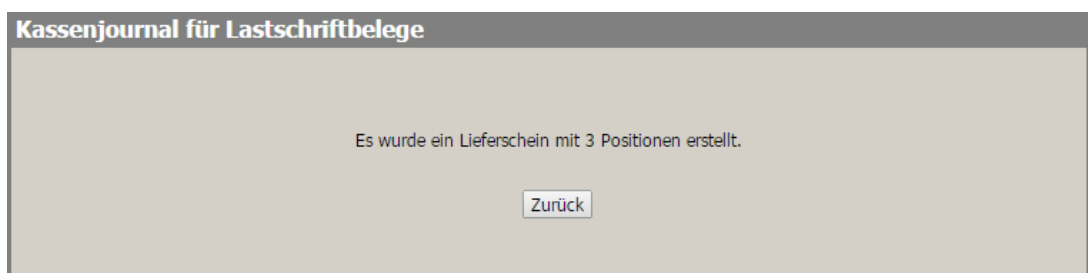 Kassenjournal für Lastschriftbelege
Es wurde ein Lieferschein mit 3 Positionen erstellt.
Zurück